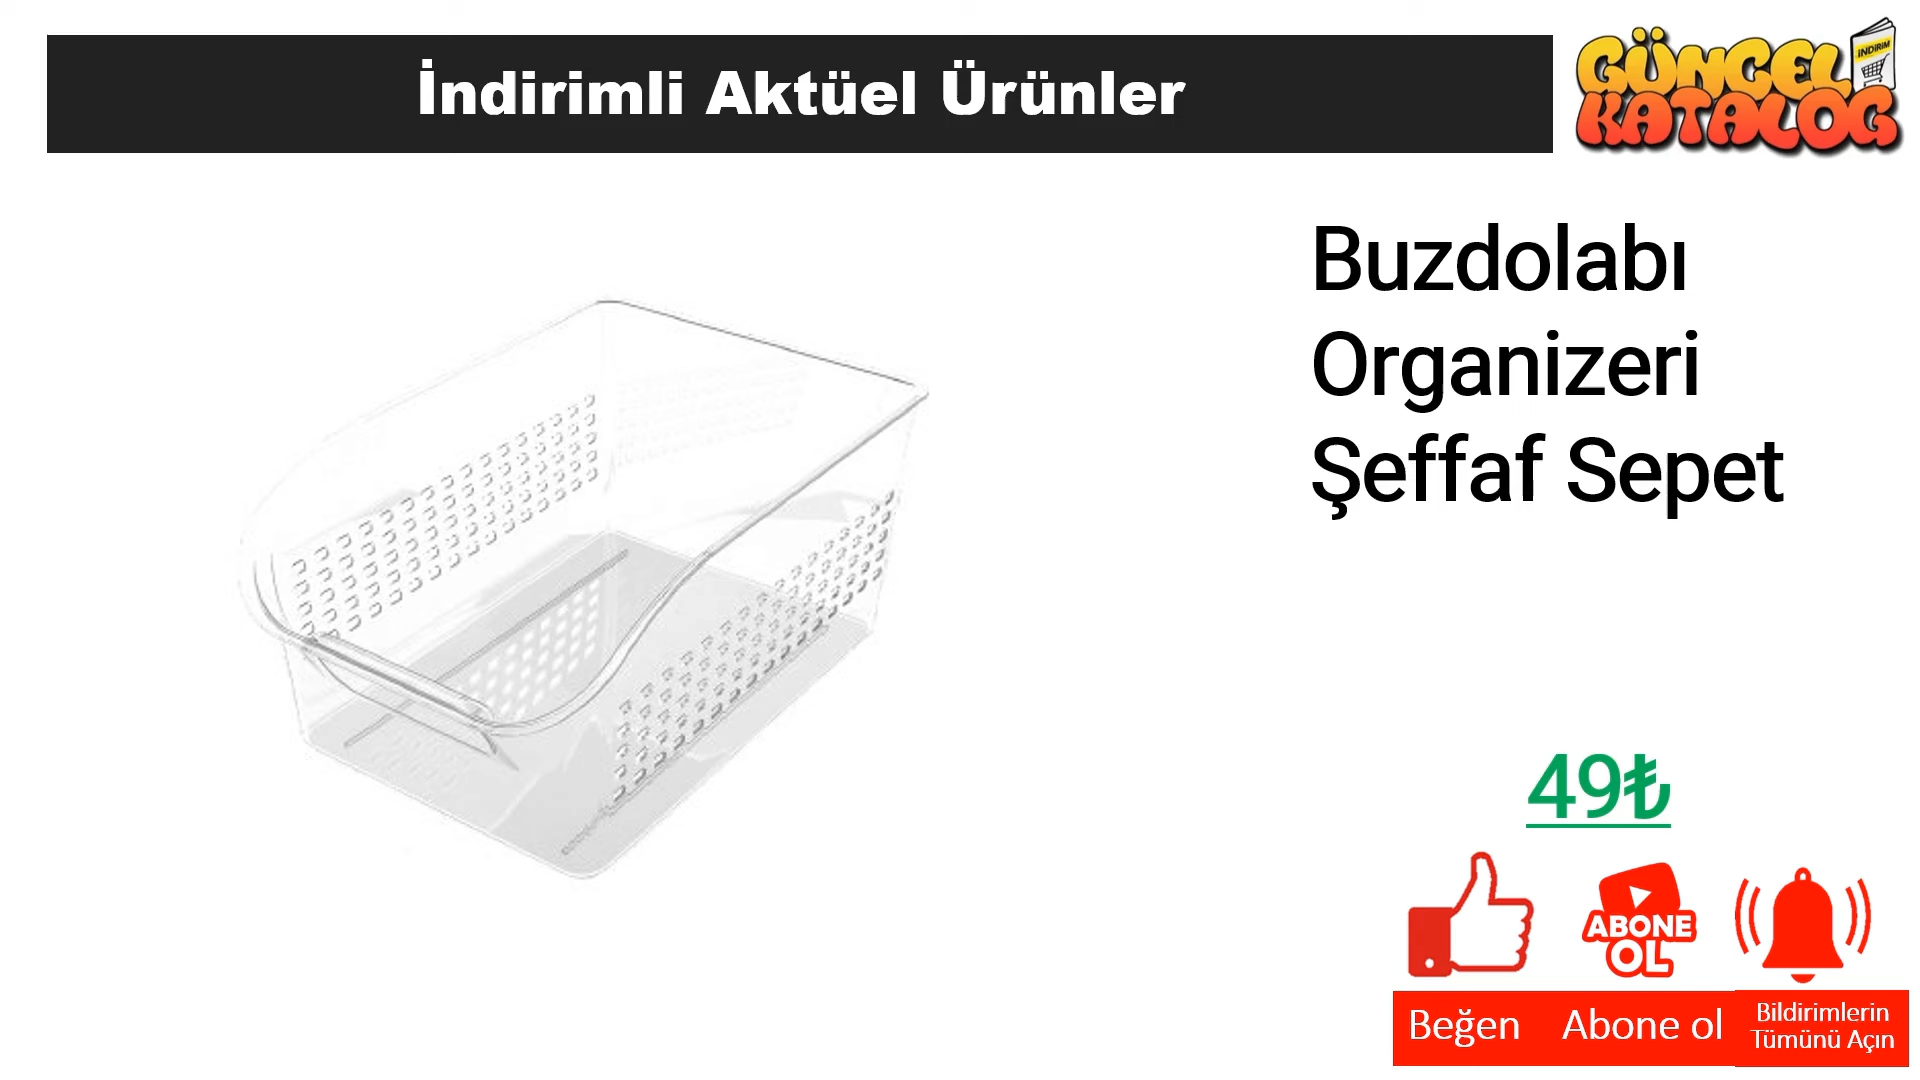 İndirimli Aktüel Ürünler
GÜNCEL
İNDİRİM
KATALOG
Buzdolabı
Organizeri
Şeffaf Sepet
49₺
ABONE
OL
Beğen
Abone ol
Bildirimlerin
Tümünü Açın